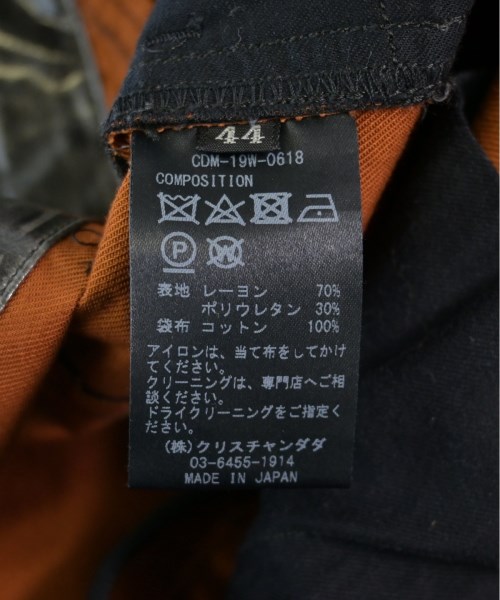 44
CDM-19W-0618
COMPOSITION
P W
表地 レーヨン 70%
ポリウレタン 30%
袋布 コットン 100%
アイロンは、当て布をしてかけ
てください。
クリーニングは、専門店へご相
談ください。
ドライクリーニングをご指定く
ださい。
(株)クリスチャンダダ
03-6455-1914
MADE IN JAPAN